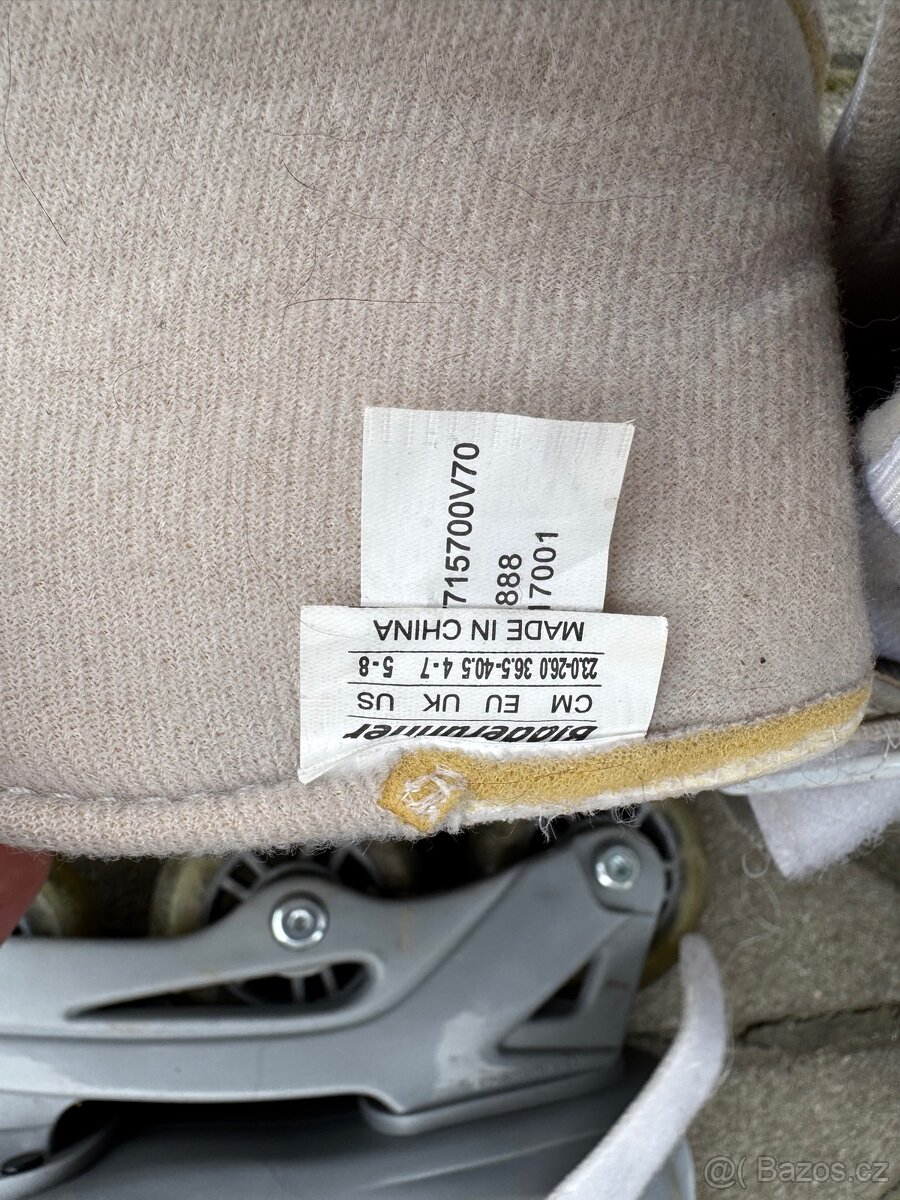 715700V70
888
17001
Bladerunner
CM EU UK US
23.0-26.0 36.5-40.5 4-7 5-8
MADE IN CHINA
@( Bazos.cz